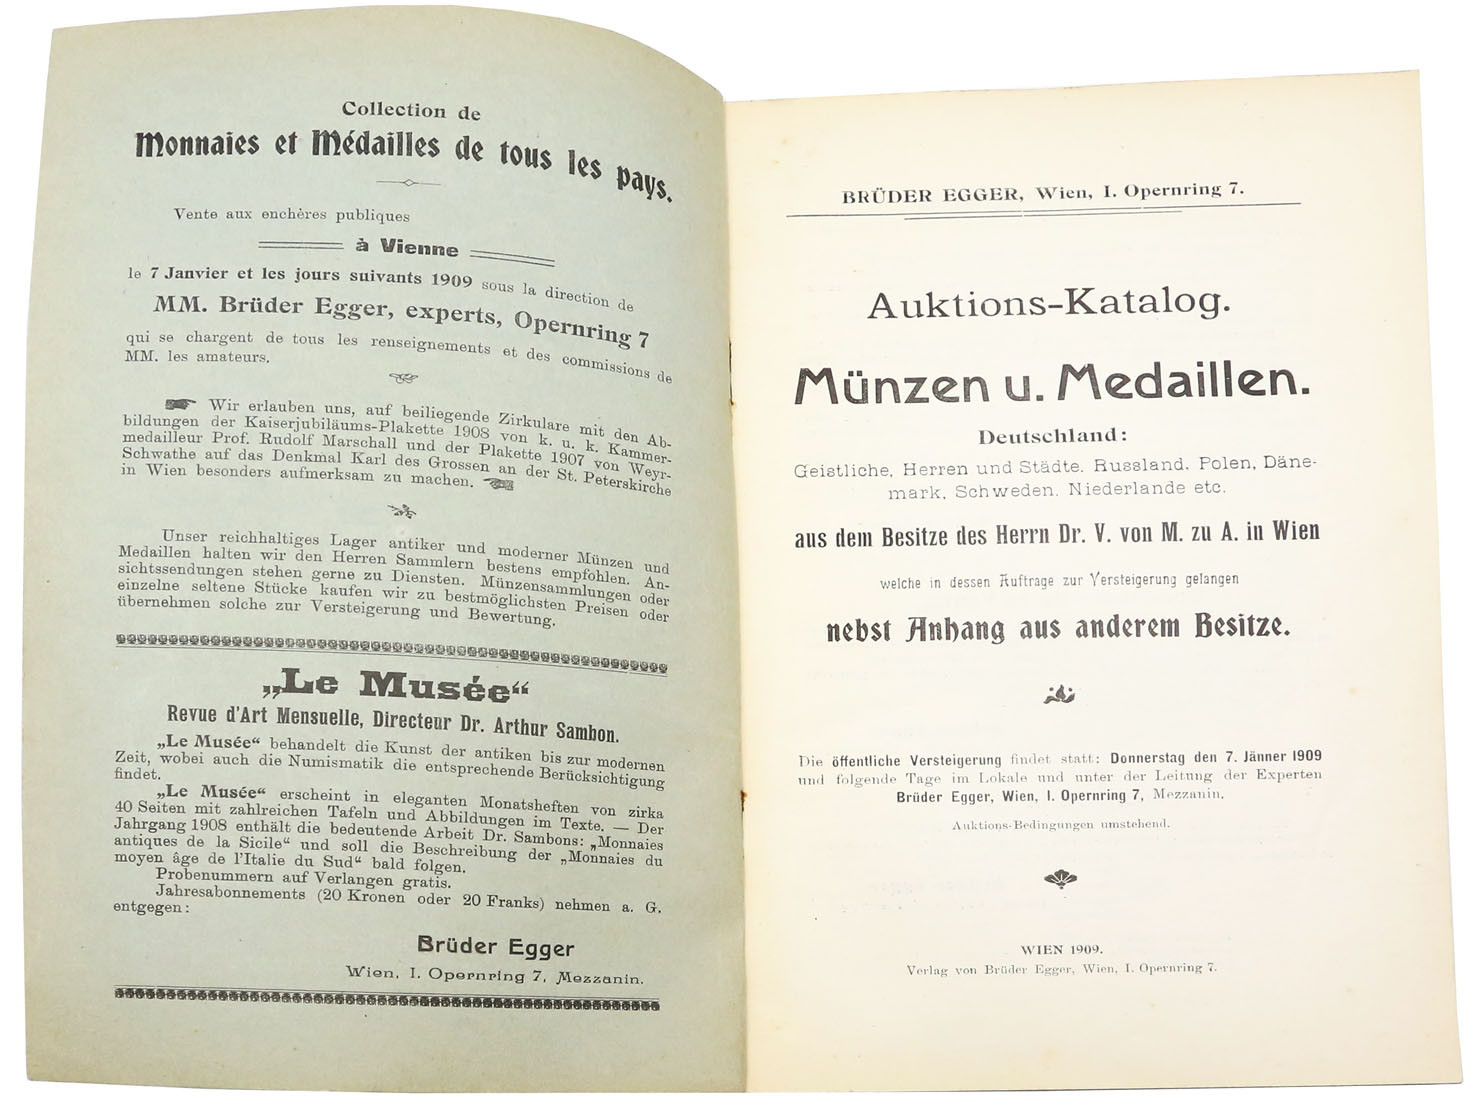 Collection de
Monnaies et Médailles de tous les pays.
Vente aux enchères publiques
à Vienne
le 7 Janvier et les jours suivants 1909 sous la direction de
MM. Brüder Egger, experts, Opernring 7
qui se chargent de tous les renseignements et des commissions de
MM. les amateurs.
Wir erlauben uns, auf beiliegende Zirkulare mit den Ab-
bildungen der Kaiserjubiläums-Plakette 1908 von k. u. k. Kammer-
medailleur Prof. Rudolf Marschall und der Plakette 1907 von Weyr-
Schwathe auf das Denkmal Karl des Grossen an der St. Peterskirche
in Wien besonders aufmerksam zu machen.
Unser reichhaltiges Lager antiker und moderner Münzen und
Medaillen halten wir den Herren Sammlern bestens empfohlen. An-
sichtssendungen stehen gerne zu Diensten. Münzensammlungen oder
einzelne seltene Stücke kaufen wir zu bestmöglichsten Preisen oder
übernehmen solche zur Versteigerung und Bewertung.
„Le Musée“
Revue d'Art Mensuelle, Directeur Dr. Arthur Sambon.
„Le Musée“ behandelt die Kunst der antiken bis zur modernen
Zeit, wobei auch die Numismatik die entsprechende Berücksichtigung
findet.
„Le Musée“ erscheint in eleganten Monatsheften von zirka
40 Seiten mit zahlreichen Tafeln und Abbildungen im Texte. — Der
Jahrgang 1908 enthält die bedeutende Arbeit Dr. Sambons: „Monnaies
antiques de la Sicile“ und soll die Beschreibung der „Monnaies du
moyen âge de l'Italie du Sud“ bald folgen.
Probenummern auf Verlangen gratis.
Jahresabonnements (20 Kronen oder 20 Franks) nehmen a. G.
entgegen:
Brüder Egger
Wien, I. Opernring 7, Mezzanin.
BRÜDER EGGER, Wien, I. Opernring 7.
Auktions-Katalog.
Münzen u. Medaillen.
Deutschland:
Geistliche, Herren und Städte. Russland, Polen, Däne-
mark, Schweden, Niederlande etc.
aus dem Besitze des Herrn Dr. V. von M. zu A. in Wien
welche in dessen Auftrage zur Versteigerung gelangen
nebst Anhang aus anderem Besitze.
Die öffentliche Versteigerung findet statt: Donnerstag den 7. Jänner 1909
und folgende Tage im Lokale und unter der Leitung der Experten
Brüder Egger, Wien, I. Opernring 7, Mezzanin.
Auktions-Bedingungen umstehend.
WIEN 1909.
Verlag von Brüder Egger, Wien, I. Opernring 7.